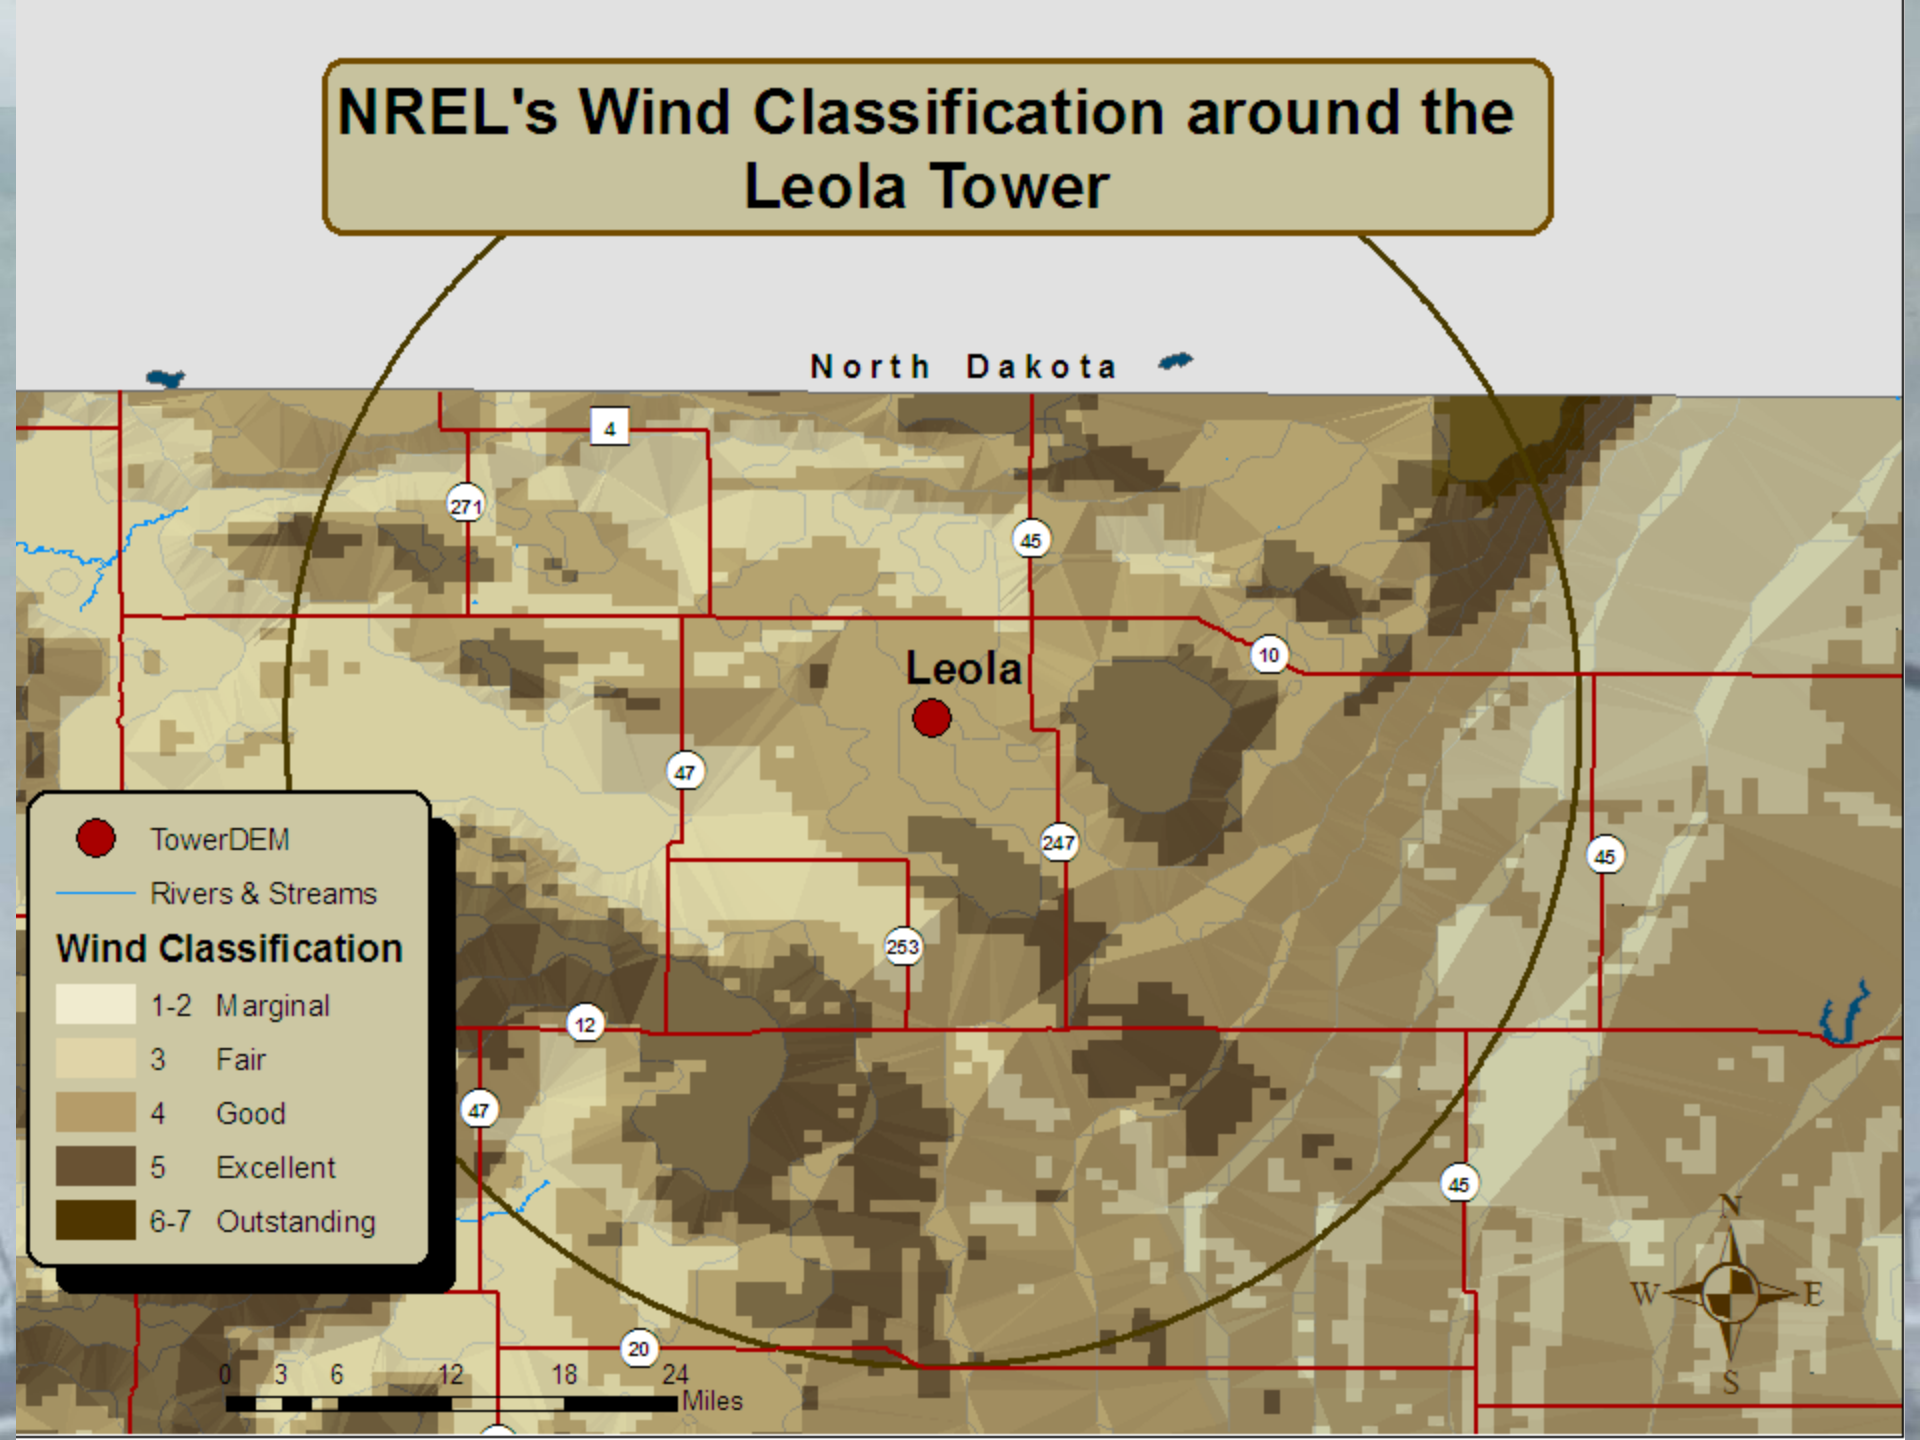 NREL's Wind Classification around the
Leola Tower
North Dakota
4
271
45
10
Leola
47
247
45
253
12
47
45
20
TowerDEM
Rivers & Streams
Wind Classification
1-2 Marginal
3 Fair
4 Good
5 Excellent
6-7 Outstanding
N
W E
S
0 3 6 12 18 24
Miles